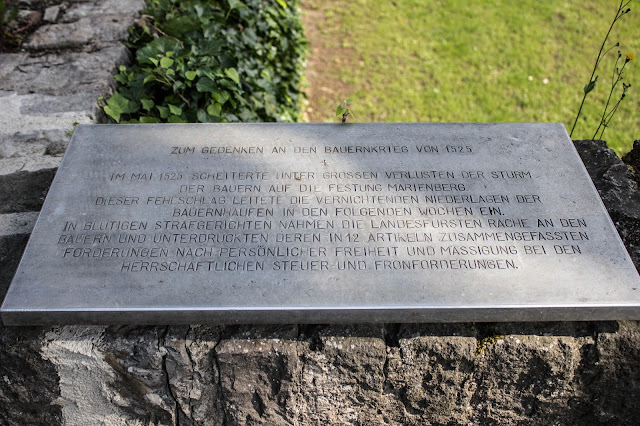 ZUM GEDENKEN AN DEN BAUERNKRIEG VON 1525
IM MAI 1525 SCHEITERTE UNTER GROSSEN VERLUSTEN DER STURM
DER BAUERN AUF DIE FESTUNG MARIENBERG
DIESER FEHLSCHLAG LEITETE DIE VERNICHTENDEN NIEDERLAGEN DER
BAUERNHAUFEN IN DEN FOLGENDEN WOCHEN EIN.
IN BLUTIGEN STRAFGERICHTEN NAHMEN DIE LANDESFÜRSTEN RACHE AN DEN
BAUERN UND UNTERDRÜCKTEN DEREN IN 12 ARTIKELN ZUSAMMENGEFASSTEN
FORDERUNGEN NACH PERSÖNLICHER FREIHEIT UND MÄSSIGUNG BEI DEN
HERRSCHAFTLICHEN STEUER-UND FRONFORDERUNGEN.